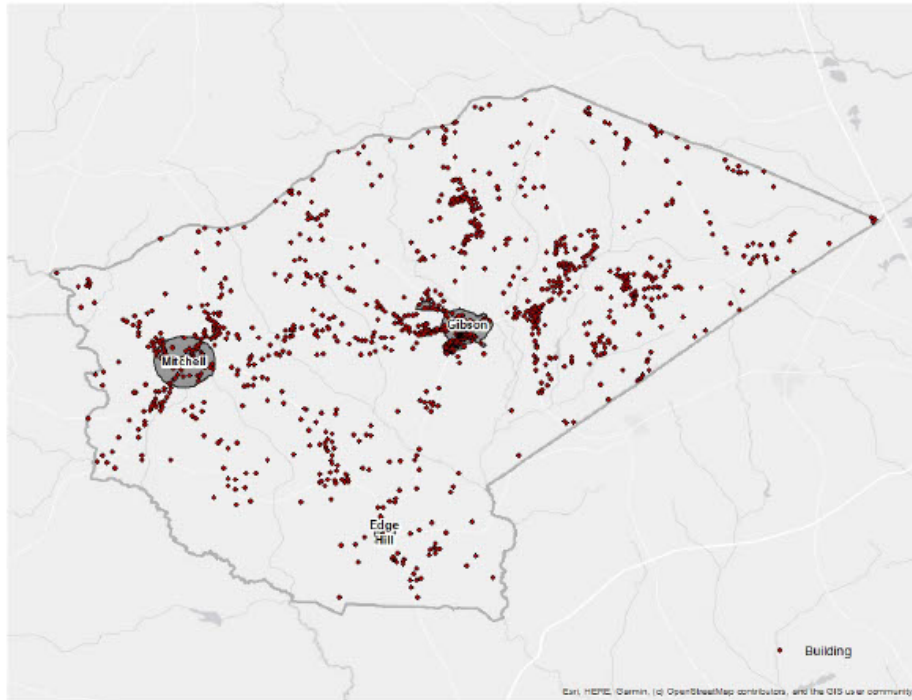 Gibson
Mitchell
Edge
Hill
Building
Esri, HERE, Garmin, (c) OpenStreetMap contributors, and the GIS user community